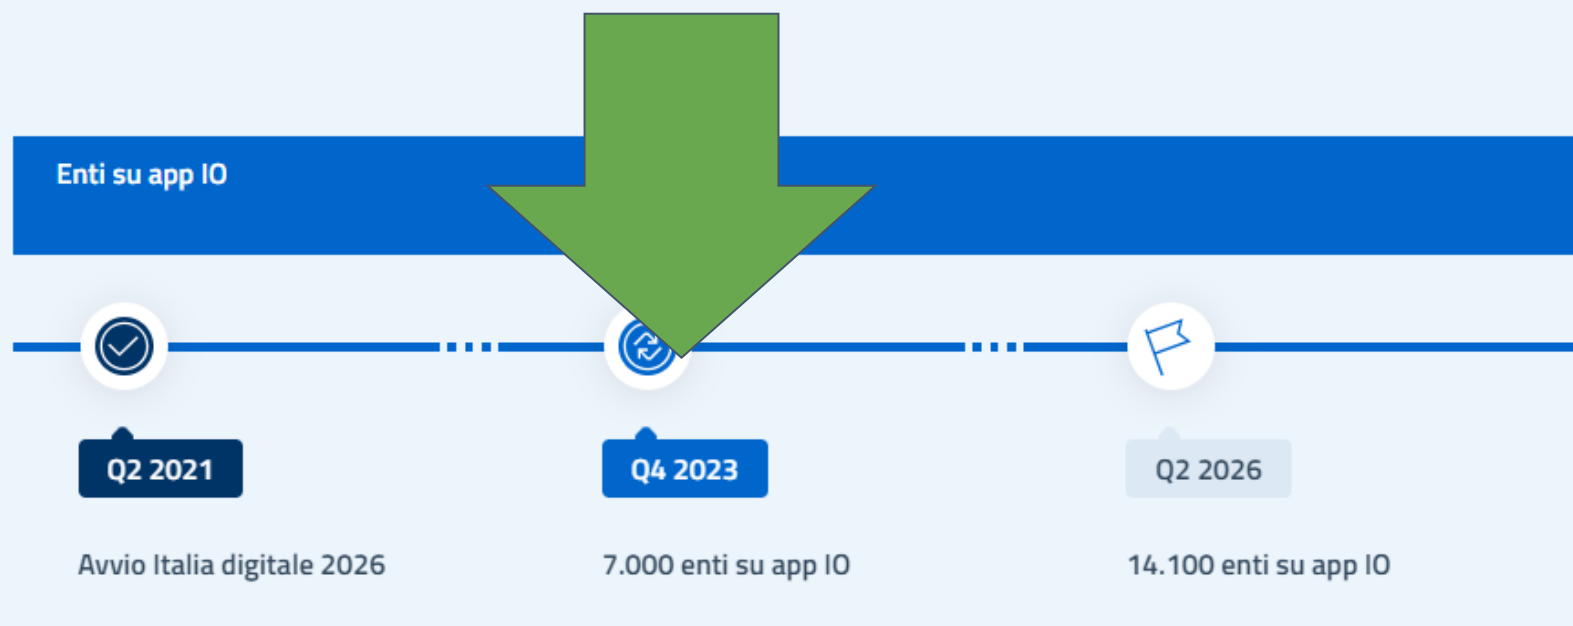 Enti su app IO
Q2 2021
Q4 2023
Q2 2026
Avvio Italia digitale 2026
7.000 enti su app IO
14.100 enti su app IO